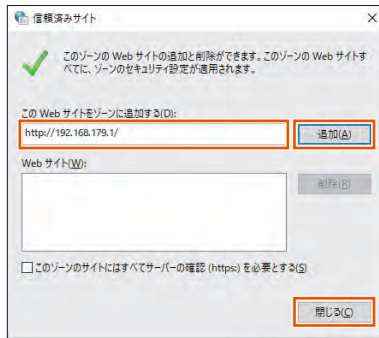 信頼済みサイト
このゾーンの Web サイトの追加と削除ができます。このゾーンの Web サイトす
べてに、ゾーンのセキュリティ設定が適用されます。
この Web サイトをゾーンに追加する(D):
http://192.168.179.1/
追加(A)
Web サイト(W):
削除(R)
このゾーンのサイトにはすべてサーバーの確認 (https:) を必要とする(S)
閉じる(C)